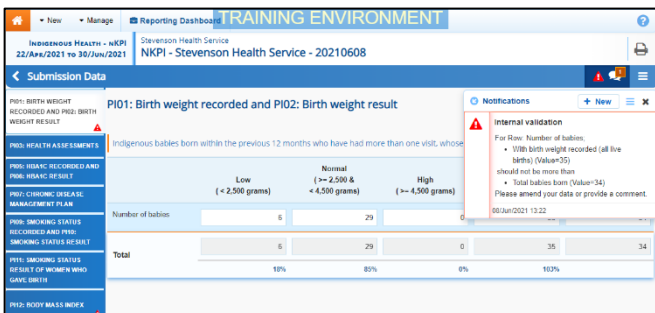 New
Manage
Reporting Dashboard
TRAINING ENVIRONMENT
INDIGENOUS HEALTH - NKPI
22/APR/2021 TO 30/JUN/2021
Stevenson Health Service
NKPI - Stevenson Health Service - 20210608
Submission Data
PI01: BIRTH WEIGHT
RECORDED AND PI02: BIRTH
WEIGHT RESULT
PI03: HEALTH ASSESSMENTS
PI05: HBA1C RECORDED AND
PI06: HBA1C RESULT
PI07: CHRONIC DISEASE
MANAGEMENT PLAN
PI09: SMOKING STATUS
RECORDED AND PI10:
SMOKING STATUS RESULT
PI11: SMOKING STATUS
RESULT OF WOMEN WHO
GAVE BIRTH
PI12: BODY MASS INDEX
PI01: Birth weight recorded and PI02: Birth weight result
Indigenous babies born within the previous 12 months who have had more than one visit, whose
Low
( < 2,500 grams)
Normal
( >= 2,500 &
< 4,500 grams)
High
( >= 4,500 grams)
Number of babies 6 29 0
Total 6 29 0 35 34
18% 85% 0% 103%
Notifications
+ New
Internal validation
For Row: Number of babies;
• With birth weight recorded (all live
births) (Value=35)
should not be more than
• Total babies born (Value=34)
Please amend your data or provide a comment.
08/Jun/2021 13:22